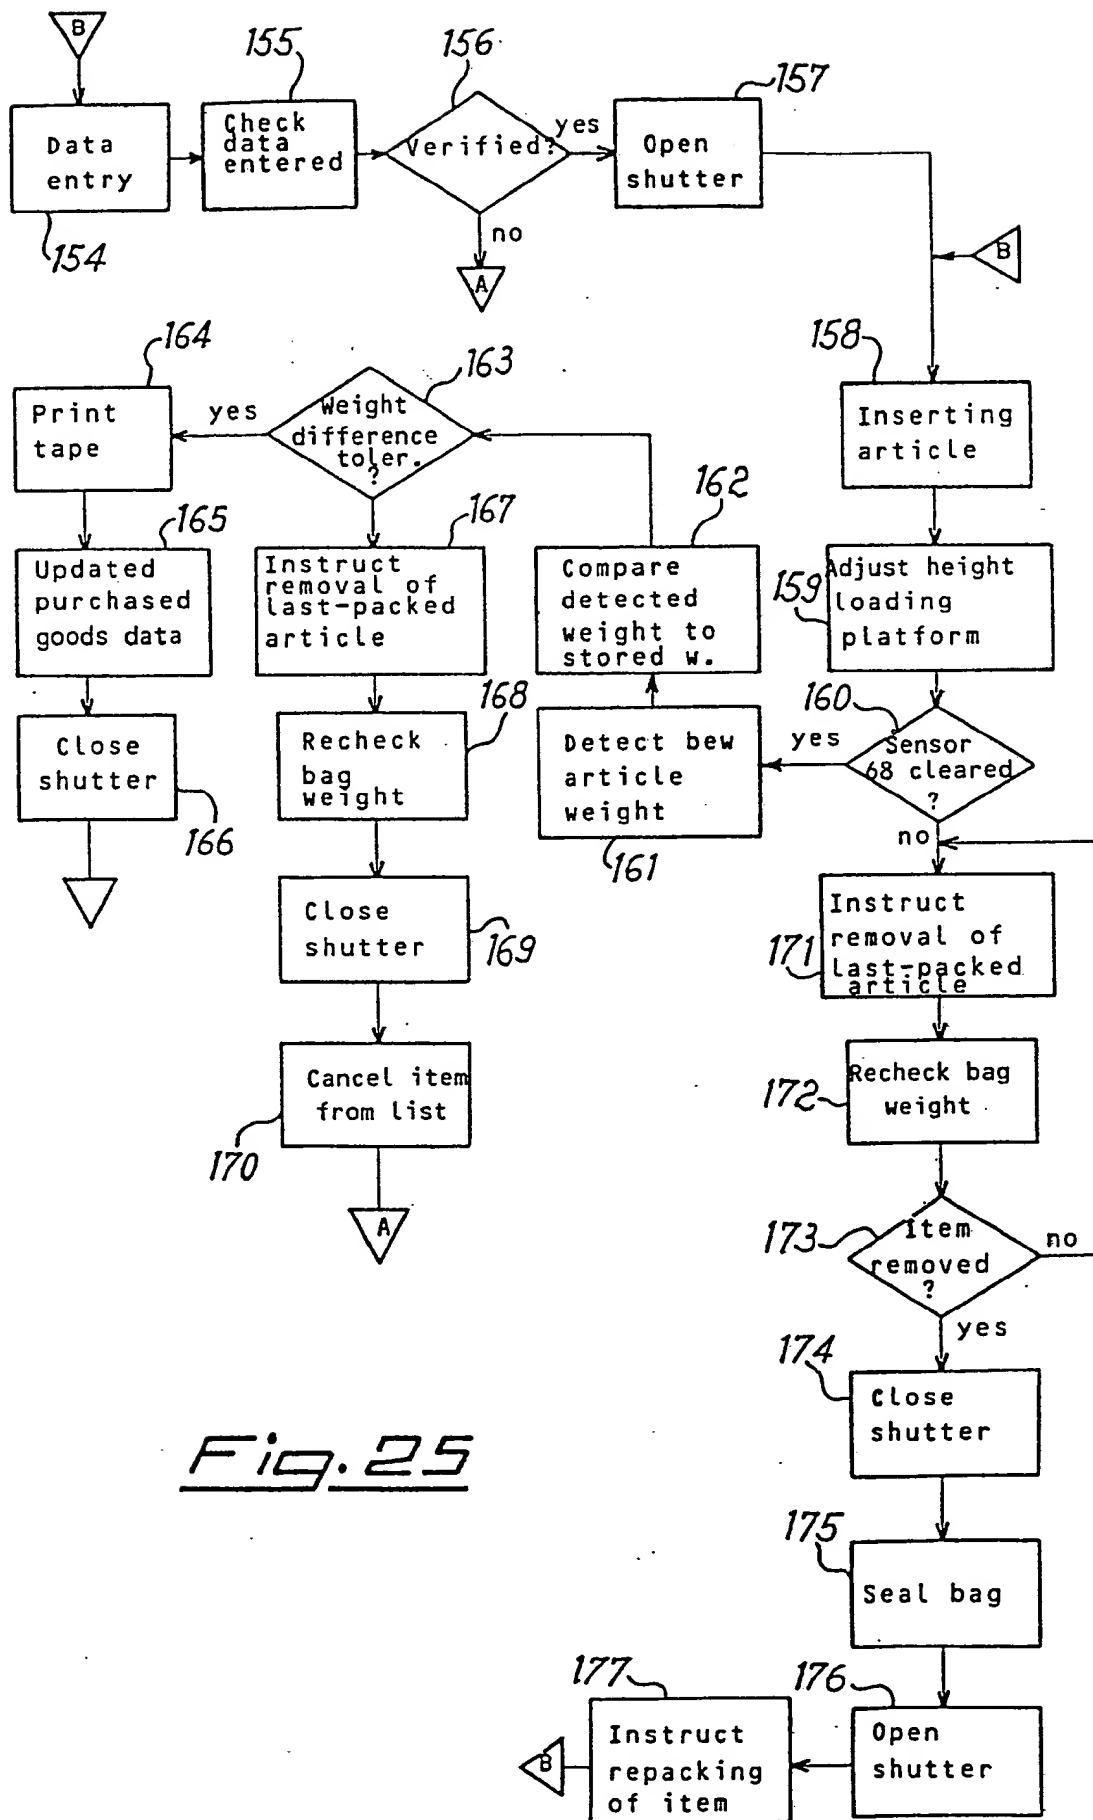 B
155
156
157
Data
entry
Check
data
entered
Verified?
yes
Open
shutter
154
no
A
B
164
163
158
Print
tape
yes
Weight
difference
toler.
?
Inserting
article
162
165
167
Updated
purchased
goods data
Instruct
removal of
last-packed
article
Compare
detected
weight to
stored w.
159
Adjust height
loading
platform
168
160
Close
shutter
Recheck
bag
weight
Detect bew
article
weight
yes
Sensor
68 cleared
?
166
161
no
Close
shutter
169
171
Instruct
removal of
last-packed
article
Cancel item
from list
170
172
Recheck bag
weight
A
173
Item
removed
?
no
yes
174
Close
shutter
Fig. 25
175
Seal bag
177
176
B
Instruct
repacking
of item
Open
shutter